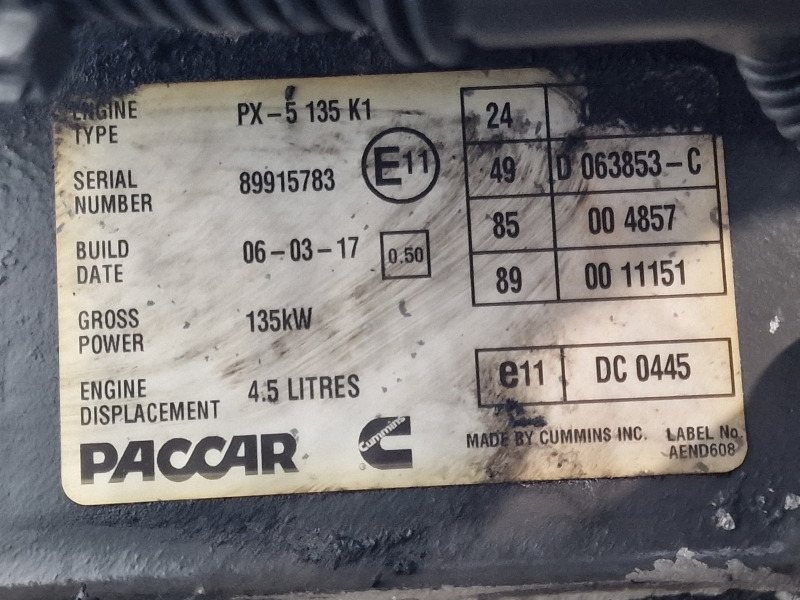 ENGINE TYPE PX-5 135 K1
SERIAL NUMBER 89915783
BUILD DATE 06-03-17 0.50
GROSS POWER 135kW
ENGINE DISPLACEMENT 4.5 LITRES
PACCAR Cummins
E11
24
49 D 063853-C
85 00 4857
89 00 11151
e11 DC 0445
MADE BY CUMMINS INC. LABEL No
AEND608